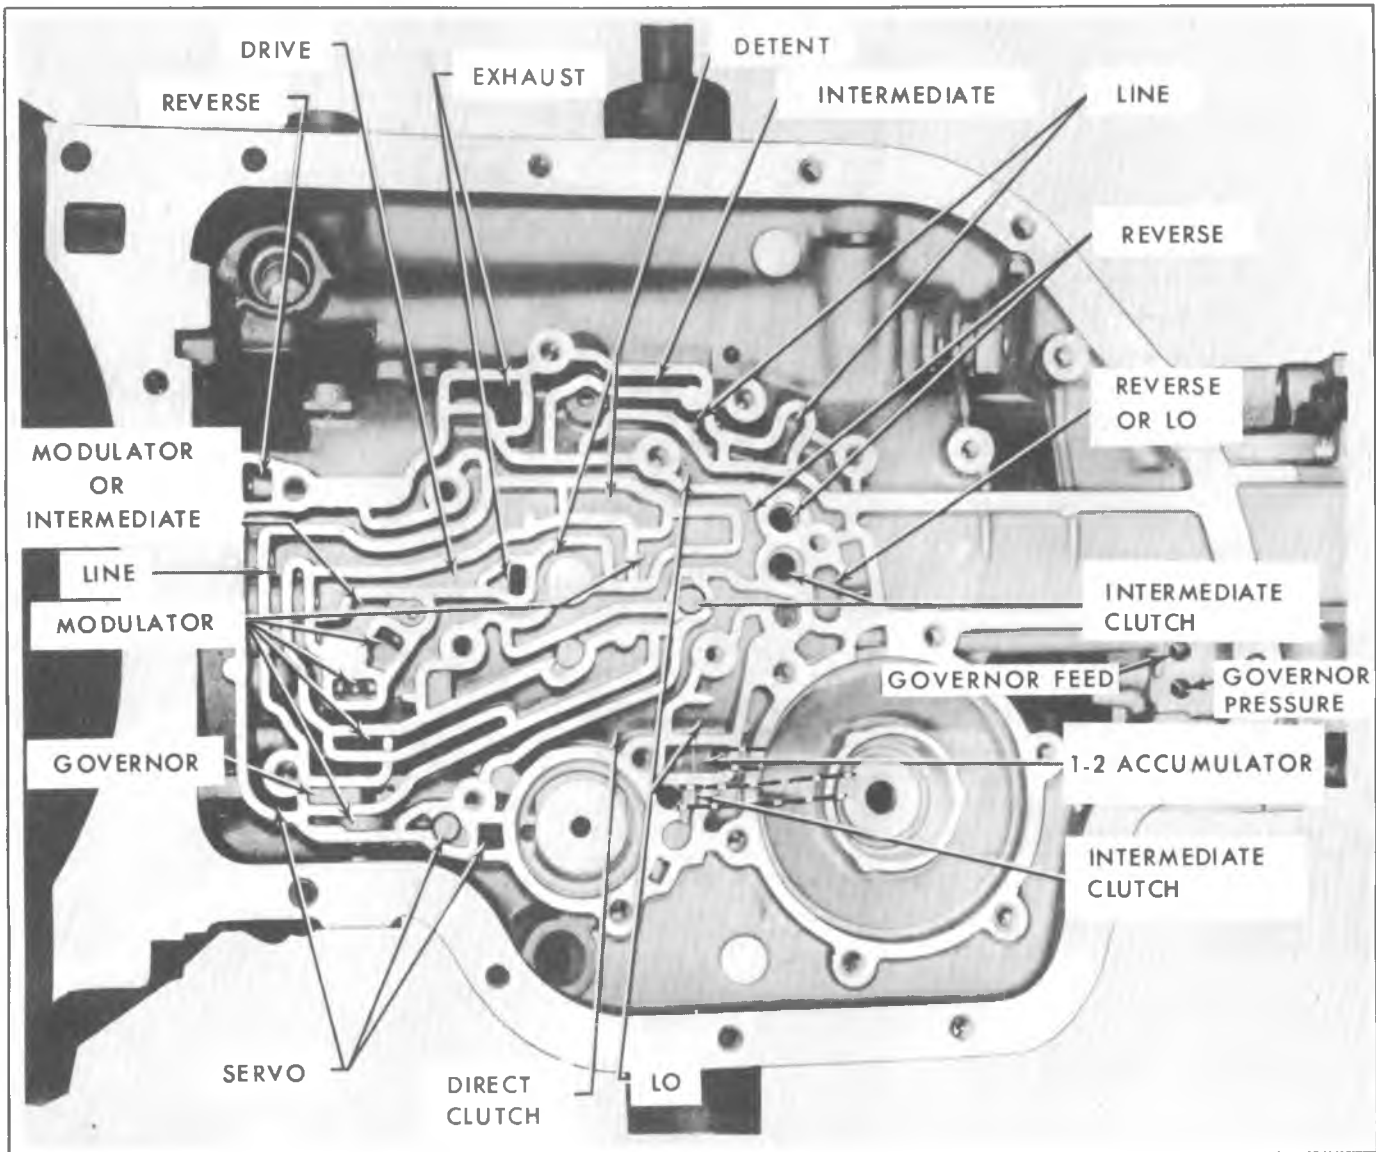 DRIVE
EXHAUST
DETENT
REVERSE
INTERMEDIATE
LINE
REVERSE
REVERSE
OR LO
MODULATOR
OR
INTERMEDIATE
LINE
MODULATOR
INTERMEDIATE
CLUTCH
GOVERNOR FEED
GOVERNOR
PRESSURE
GOVERNOR
1-2 ACCUMULATOR
INTERMEDIATE
CLUTCH
SERVO
DIRECT
CLUTCH
LO